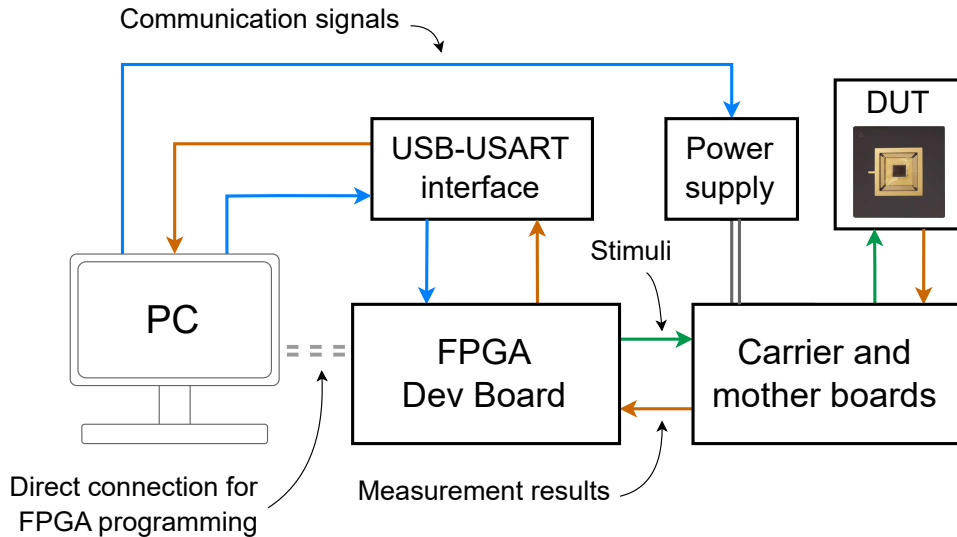 Communication signals
DUT
USB-USART
interface
Power
supply
Stimuli
PC
FPGA
Dev Board
Carrier and
mother boards
Direct connection for
FPGA programming
Measurement results